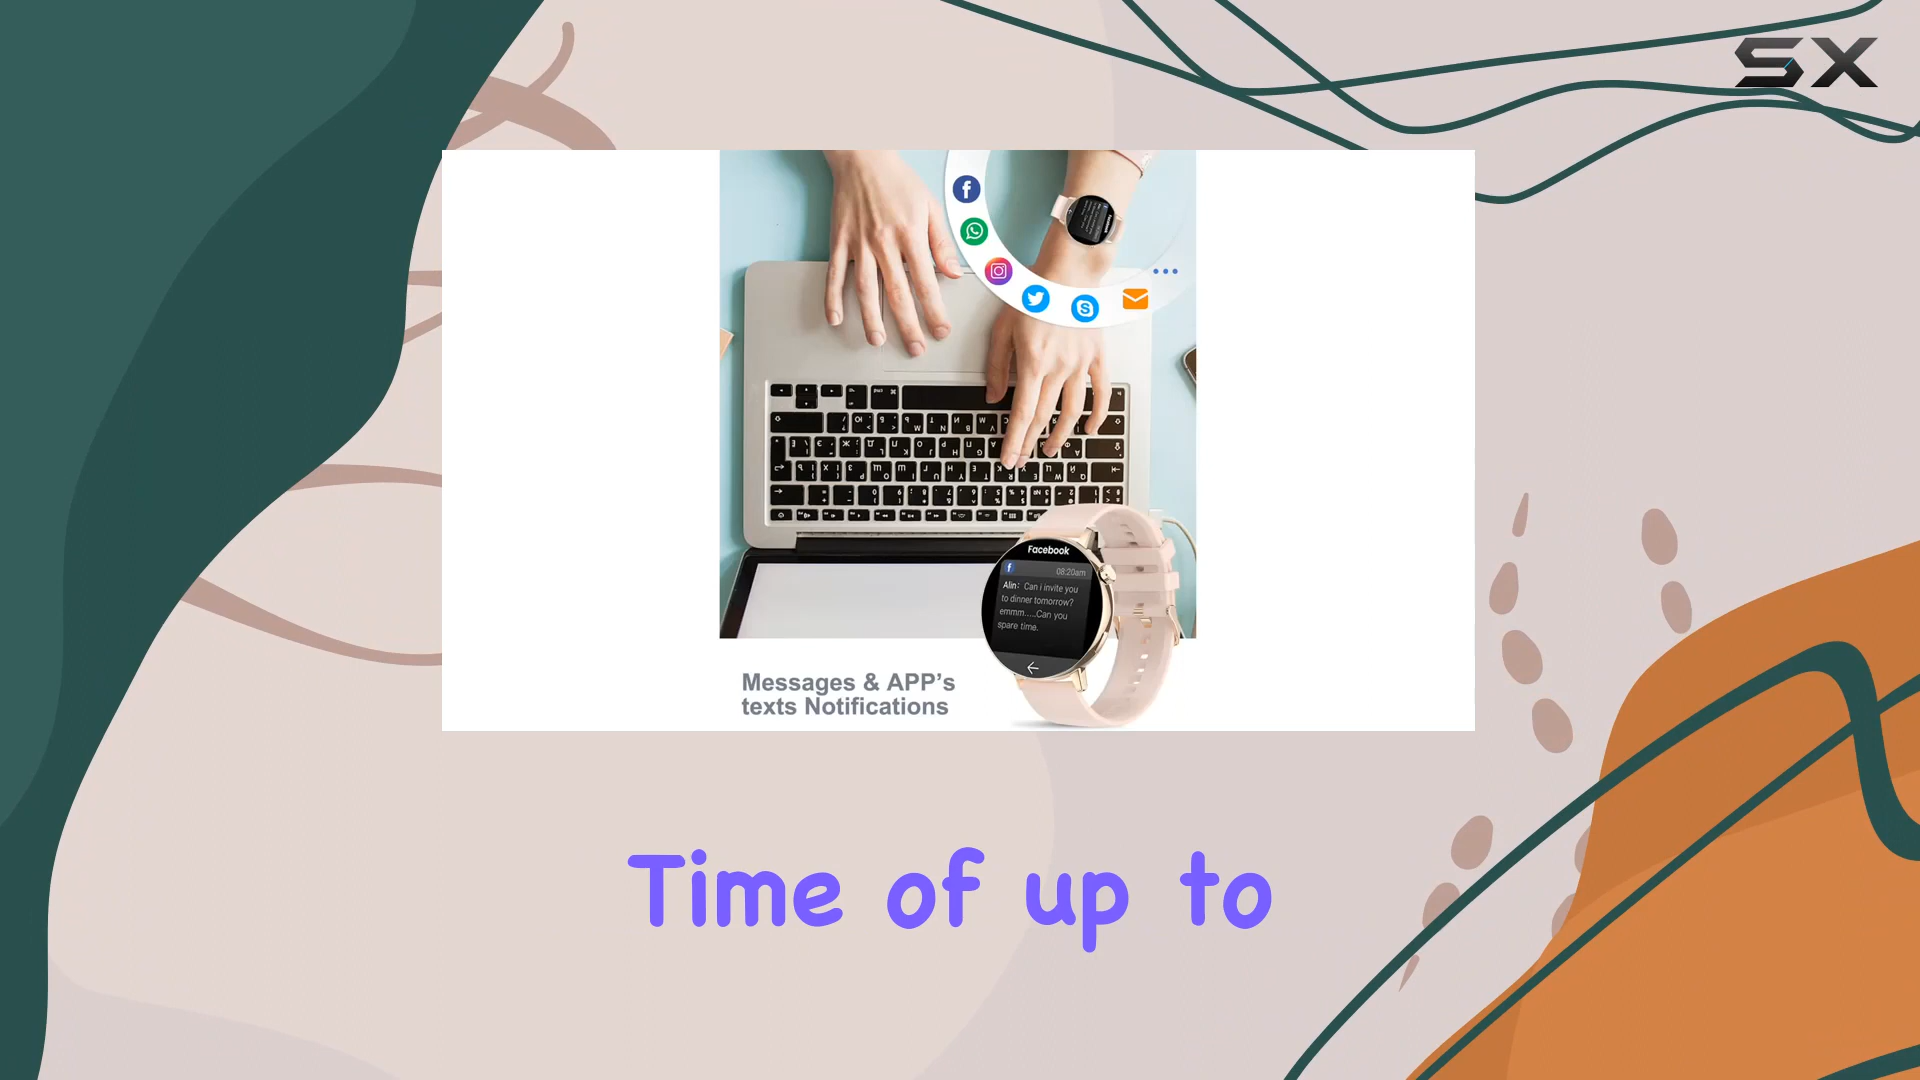 SX
Facebook
08:20am
Alin: Can i invite you
to dinner tomorrow?
emmm.....Can you
spare time.
Messages & APP's
texts Notifications
Time of up to